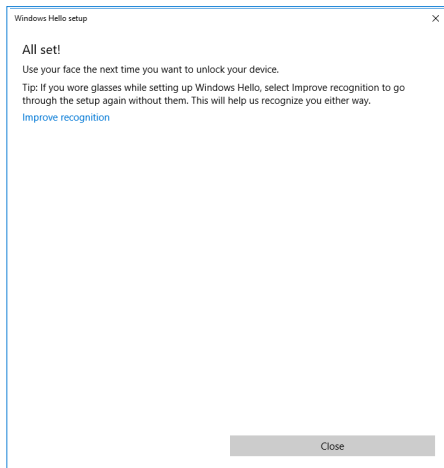 Windows Hello setup
All set!
Use your face the next time you want to unlock your device.
Tip: If you wore glasses while setting up Windows Hello, select Improve recognition to go
through the setup again without them. This will help us recognize you either way.
Improve recognition
Close